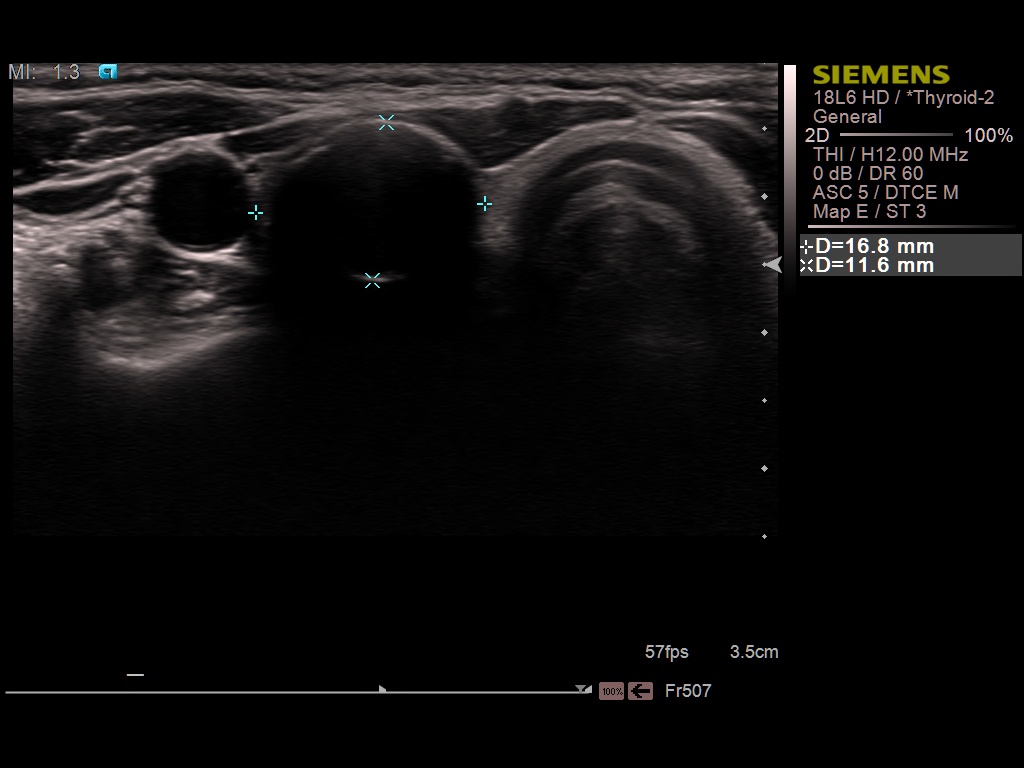 MI: 1.3
SIEMENS
18L6 HD / *Thyroid-2
General
2D 100%
THI / H12.00 MHz
0 dB / DR 60
ASC 5 / DTCE M
Map E / ST 3
D=16.8 mm
D=11.6 mm
57fps 3.5cm
100% Fr507